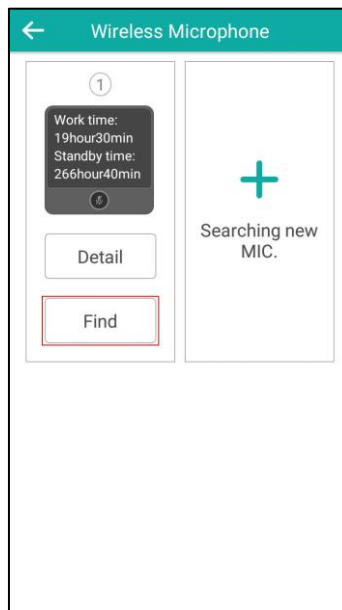 Wireless Microphone
1
Work time:
19hour30min
Standby time:
266hour40min
Detail
Find
Searching new
MIC.